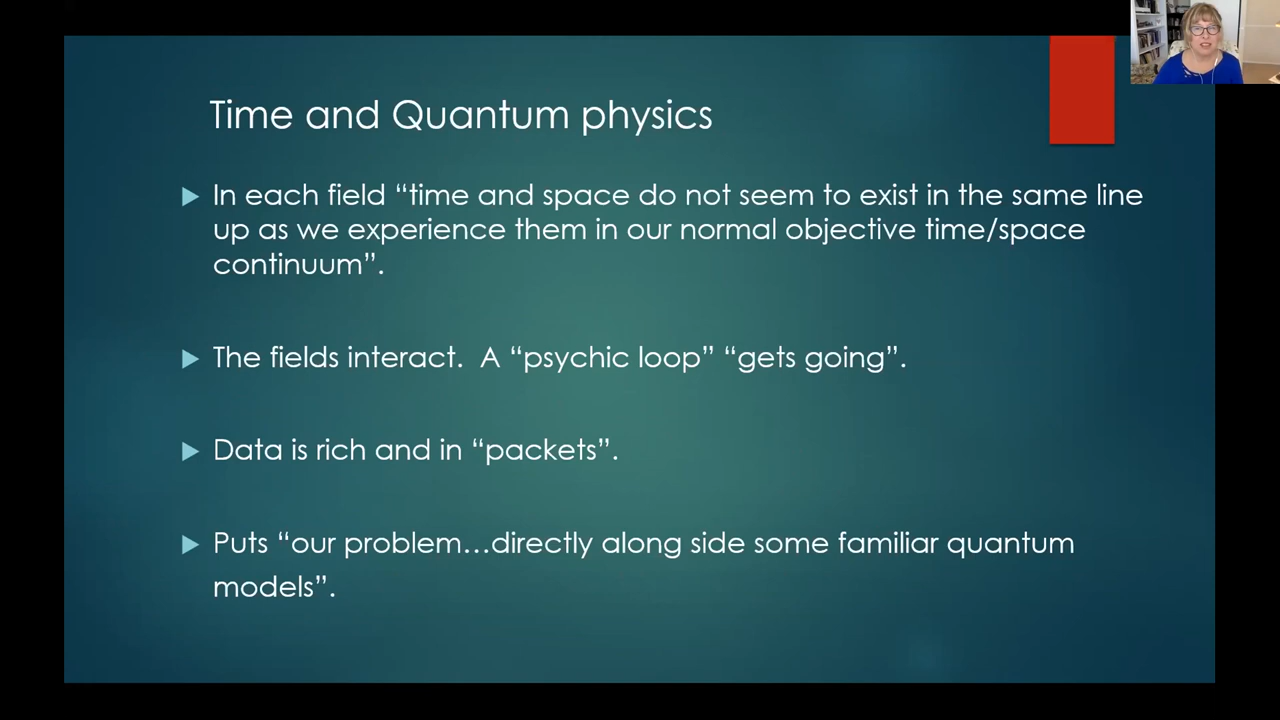 Time and Quantum physics
In each field “time and space do not seem to exist in the same line
up as we experience them in our normal objective time/space
continuum”.
The fields interact.  A “psychic loop” “gets going”.
Data is rich and in “packets”.
Puts “our problem…directly along side some familiar quantum
models”.